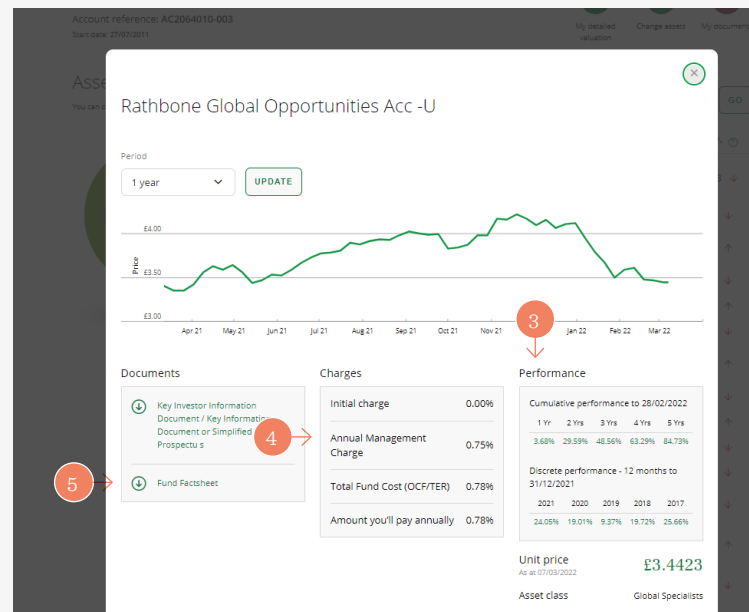 Account reference: AC2064010-003
Start date: 27/07/2011
My detailed valuation
Change assets
My document
Asse
You can s
GO
Rathbone Global Opportunities Acc -U
Period
1 year
UPDATE
£4.00
Price
£3.50
£3.00
Apr 21 May 21 Jun 21 Jul 21 Aug 21 Sep 21 Oct 21 Nov 21 Jan 22 Feb 22 Mar 22
3
Documents
Key Investor Information
Document / Key Information
Document or Simplified
Prospectu s
Fund Factsheet
5
Charges
Initial charge 0.00%
4
Annual Management
Charge 0.75%
Total Fund Cost (OCF/TER) 0.78%
Amount you'll pay annually 0.78%
Performance
Cumulative performance to 28/02/2022
1 Yr 2 Yrs 3 Yrs 4 Yrs 5 Yrs
3.68% 29.59% 48.56% 63.29% 84.73%
Discrete performance - 12 months to
31/12/2021
2021 2020 2019 2018 2017
24.05% 19.01% 9.37% 19.72% 25.66%
Unit price £3.4423
As at 07/03/2022
Asset class Global Specialists